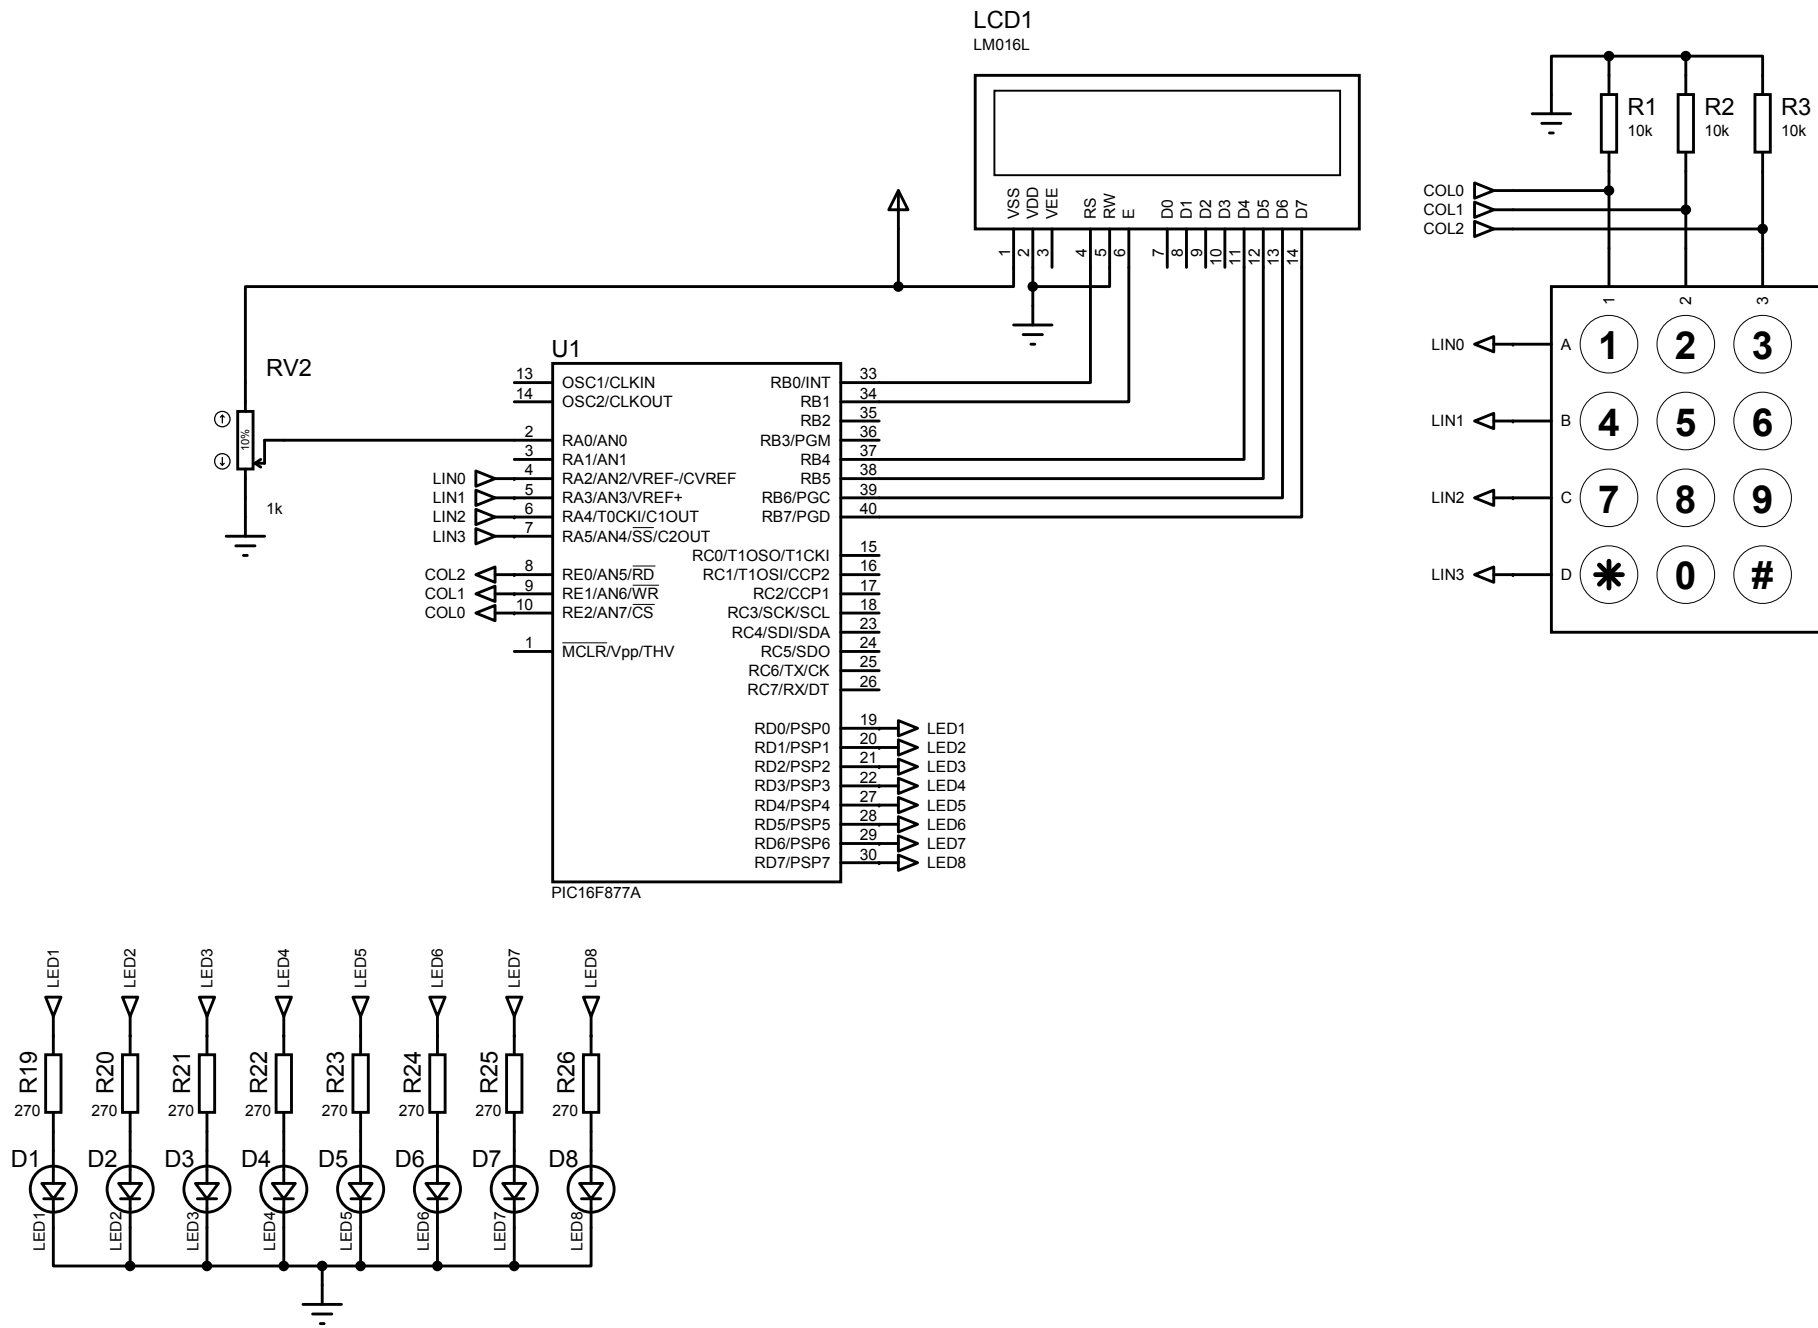 LCD1
LM016L
VSS
VDD
VEE
RS
RW
E
D0
D1
D2
D3
D4
D5
D6
D7
1
2
3
4
5
6
7
8
9
10
11
12
13
14
R1
10k
R2
10k
R3
10k
COL0
COL1
COL2
1
2
3
LIN0
A
1
2
3
LIN1
B
4
5
6
LIN2
C
7
8
9
LIN3
D
*
0
#
RV2
10%
1k
U1
13
OSC1/CLKIN
14
OSC2/CLKOUT
2
RA0/AN0
3
RA1/AN1
LIN0
4
RA2/AN2/VREF-/CVREF
LIN1
5
RA3/AN3/VREF+
LIN2
6
RA4/T0CKI/C1OUT
LIN3
7
RA5/AN4/SS/C2OUT
COL2
8
RE0/AN5/RD
COL1
9
RE1/AN6/WR
COL0
10
RE2/AN7/CS
1
MCLR/Vpp/THV
RB0/INT
33
RB1
34
RB2
35
RB3/PGM
36
RB4
37
RB5
38
RB6/PGC
39
RB7/PGD
40
RC0/T1OSO/T1CKI
15
RC1/T1OSI/CCP2
16
RC2/CCP1
17
RC3/SCK/SCL
18
RC4/SDI/SDA
23
RC5/SDO
24
RC6/TX/CK
25
RC7/RX/DT
26
RD0/PSP0
19
LED1
RD1/PSP1
20
LED2
RD2/PSP2
21
LED3
RD3/PSP3
22
LED4
RD4/PSP4
27
LED5
RD5/PSP5
28
LED6
RD6/PSP6
29
LED7
RD7/PSP7
30
LED8
PIC16F877A
LED1
LED2
LED3
LED4
LED5
LED6
LED7
LED8
R19
270
R20
270
R21
270
R22
270
R23
270
R24
270
R25
270
R26
270
D1
D2
D3
D4
D5
D6
D7
D8
LED1
LED2
LED3
LED4
LED5
LED6
LED7
LED8